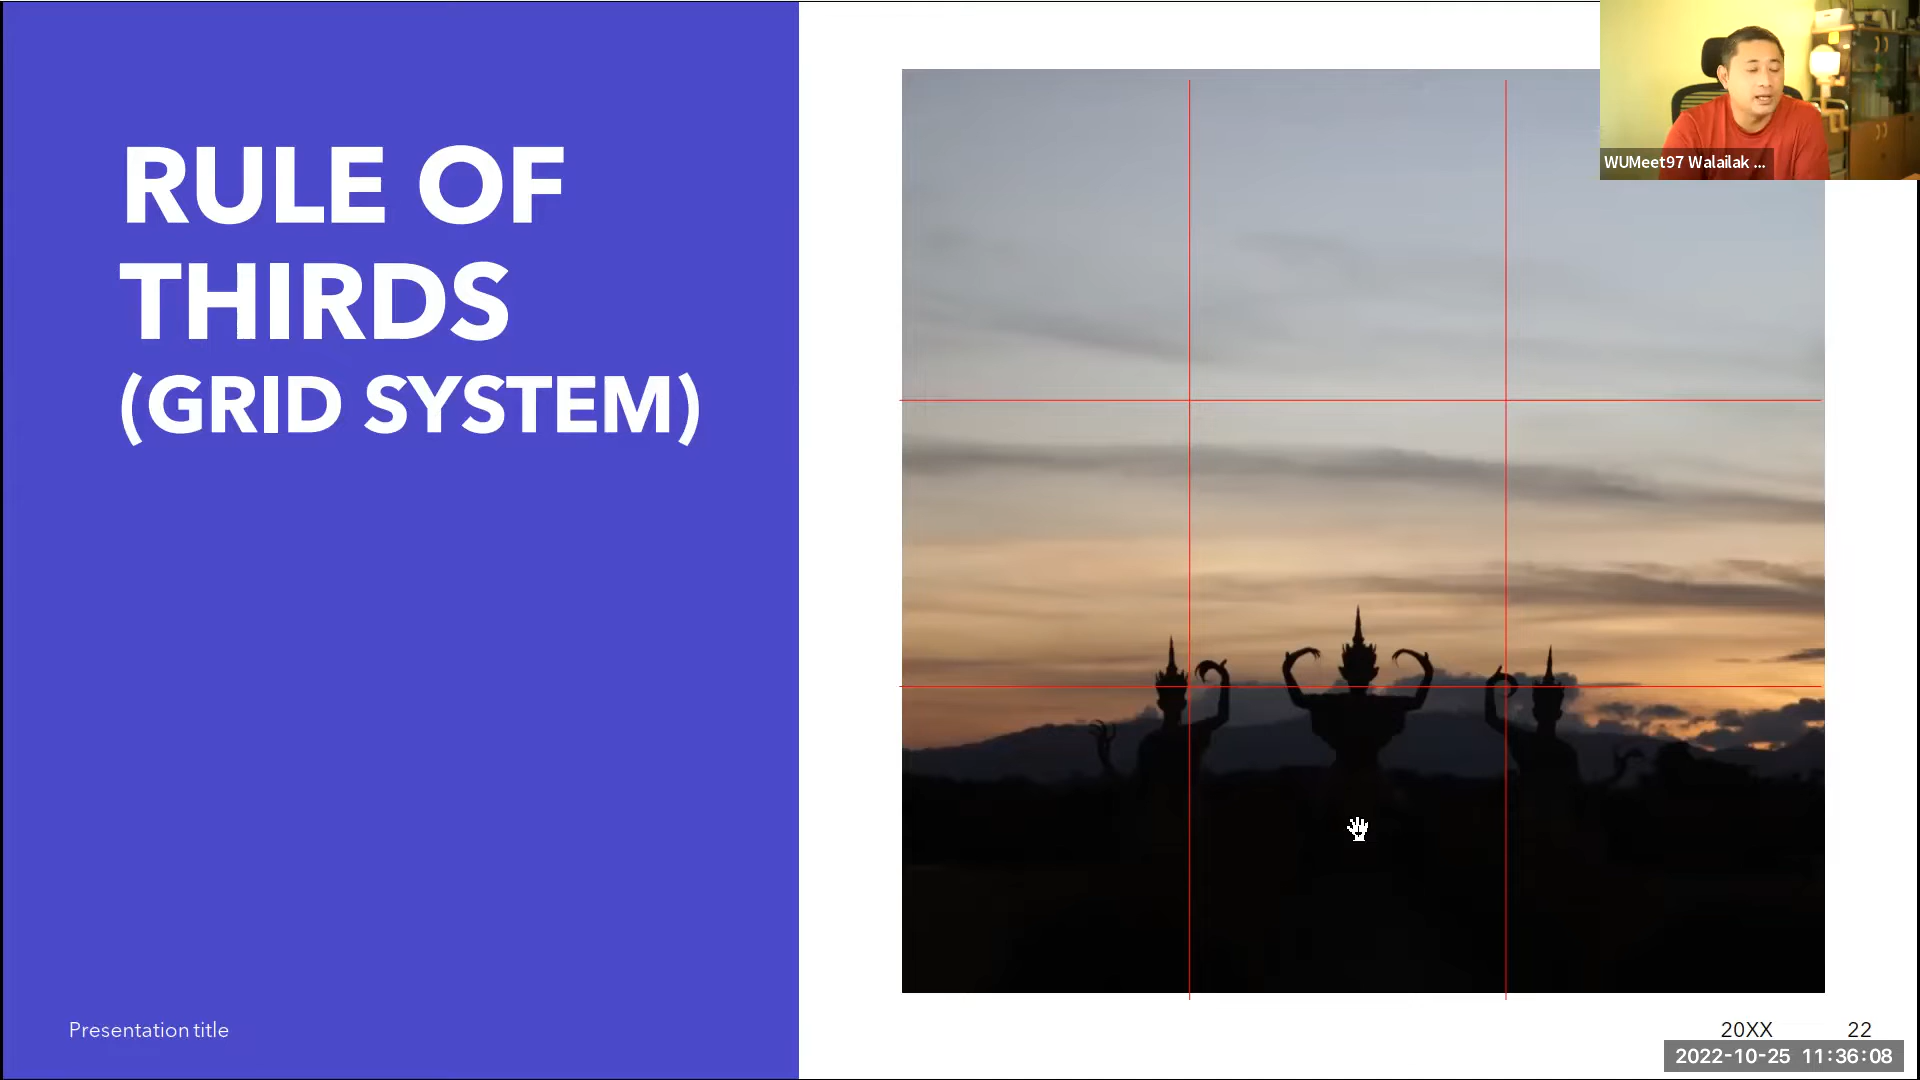 RULE OF
THIRDS
(GRID SYSTEM)
WUMeet97 Walailak ...
Presentation title
20XX
22
2022-10-25 11:36:08